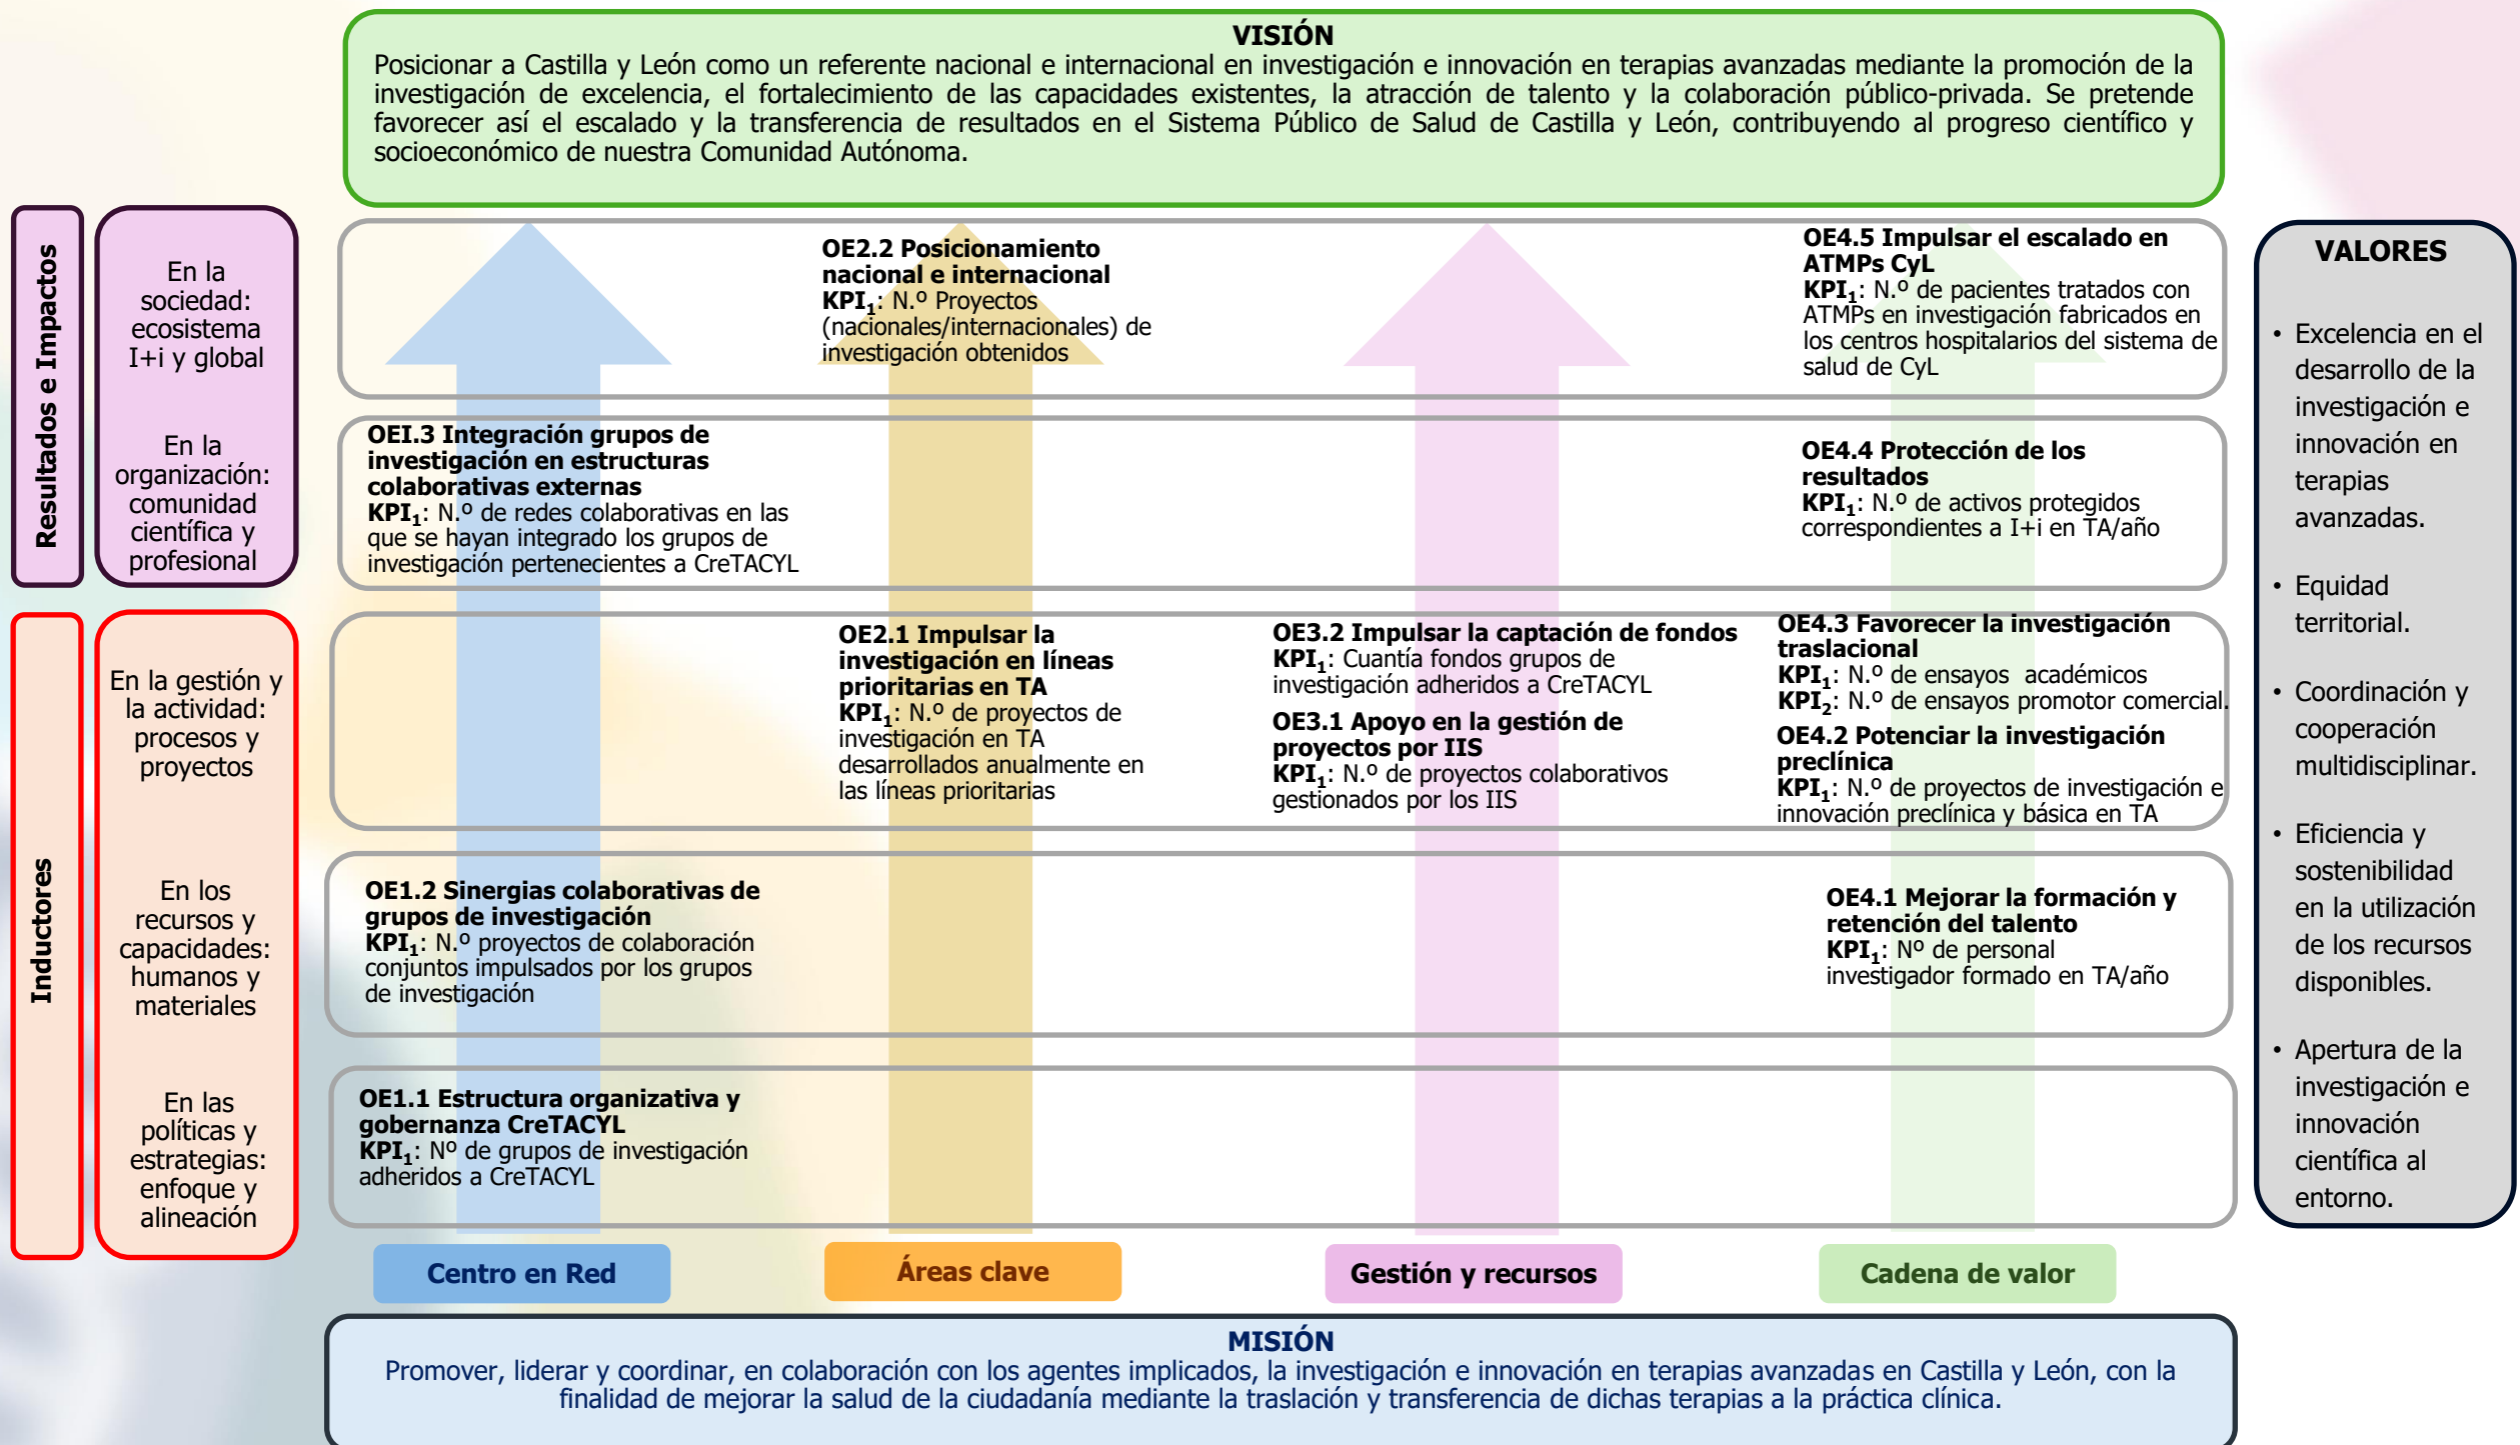 VISIÓN
Posicionar a Castilla y León como un referente nacional e internacional en investigación e innovación en terapias avanzadas mediante la promoción de la
investigación de excelencia, el fortalecimiento de las capacidades existentes, la atracción de talento y la colaboración público-privada. Se pretende
favorecer así el escalado y la transferencia de resultados en el Sistema Público de Salud de Castilla y León, contribuyendo al progreso científico y
socioeconómico de nuestra Comunidad Autónoma.
Resultados e Impactos
En la
sociedad:
ecosistema
I+i y global
OE2.2 Posicionamiento
nacional e internacional
KPI₁: N.º Proyectos
(nacionales/internacionales) de
investigación obtenidos
OE4.5 Impulsar el escalado en
ATMPs CyL
KPI₁: N.º de pacientes tratados con
ATMPs en investigación fabricados en
los centros hospitalarios del sistema de
salud de CyL
En la
organización:
comunidad
científica y
profesional
OEI.3 Integración grupos de
investigación en estructuras
colaborativas externas
KPI₁: N.º de redes colaborativas en las
que se hayan integrado los grupos de
investigación pertenecientes a CreTACYL
OE4.4 Protección de los
resultados
KPI₁: N.º de activos protegidos
correspondientes a I+i en TA/año
Inductores
En la gestión y
la actividad:
procesos y
proyectos
OE2.1 Impulsar la
investigación en líneas
prioritarias en TA
KPI₁: N.º de proyectos de
investigación en TA
desarrollados anualmente en
las líneas prioritarias
OE3.2 Impulsar la captación de fondos
KPI₁: Cuantía fondos grupos de
investigación adheridos a CreTACYL
OE3.1 Apoyo en la gestión de
proyectos por IIS
KPI₁: N.º de proyectos colaborativos
gestionados por los IIS
OE4.3 Favorecer la investigación
traslacional
KPI₁: N.º de ensayos académicos
KPI₂: N.º de ensayos promotor comercial.
OE4.2 Potenciar la investigación
preclínica
KPI₁: N.º de proyectos de investigación e
innovación preclínica y básica en TA
En los
recursos y
capacidades:
humanos y
materiales
OE1.2 Sinergias colaborativas de
grupos de investigación
KPI₁: N.º proyectos de colaboración
conjuntos impulsados por los grupos
de investigación
OE4.1 Mejorar la formación y
retención del talento
KPI₁: Nº de personal
investigador formado en TA/año
En las
políticas y
estrategias:
enfoque y
alineación
OE1.1 Estructura organizativa y
gobernanza CreTACYL
KPI₁: Nº de grupos de investigación
adheridos a CreTACYL
Centro en Red
Áreas clave
Gestión y recursos
Cadena de valor
VALORES
• Excelencia en el
desarrollo de la
investigación e
innovación en
terapias
avanzadas.
• Equidad
territorial.
• Coordinación y
cooperación
multidisciplinar.
• Eficiencia y
sostenibilidad
en la utilización
de los recursos
disponibles.
• Apertura de la
investigación e
innovación
científica al
entorno.
MISIÓN
Promover, liderar y coordinar, en colaboración con los agentes implicados, la investigación e innovación en terapias avanzadas en Castilla y León, con la
finalidad de mejorar la salud de la ciudadanía mediante la traslación y transferencia de dichas terapias a la práctica clínica.